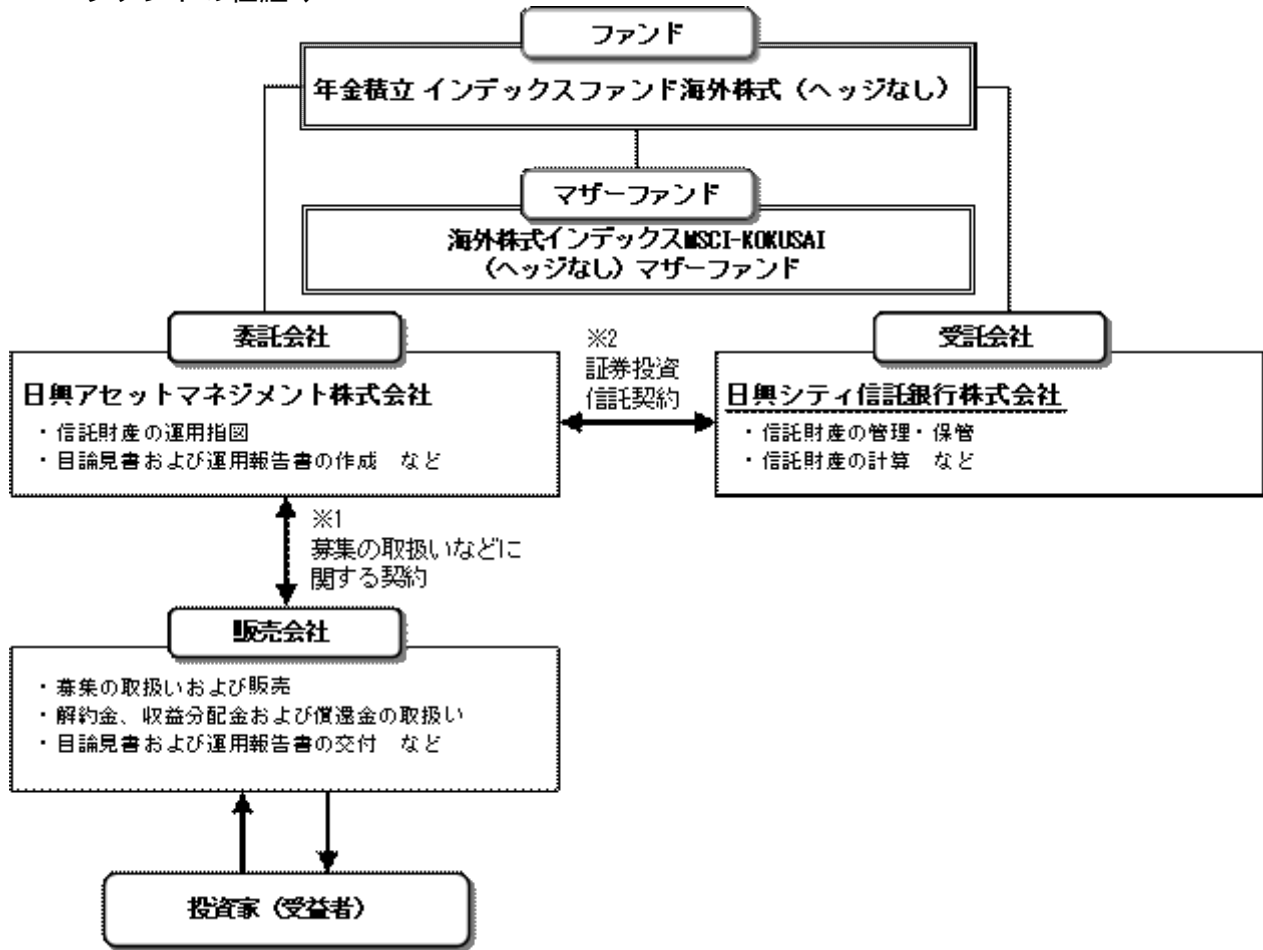 ファンド
年金積立 インデックスファンド海外株式（ヘッジなし）
マザーファンド
海外株式インデックスMSCI-KOKUSAI
（ヘッジなし）マザーファンド
委託会社
日興アセットマネジメント株式会社
・信託財産の運用指図
・目論見書および運用報告書の作成　など
※2
証券投資
信託契約
受託会社
日興シティ信託銀行株式会社
・信託財産の管理・保管
・信託財産の計算　など
※1
募集の取扱いなどに
関する契約
販売会社
・募集の取扱いおよび販売
・解約金、収益分配金および償還金の取扱い
・目論見書および運用報告書の交付　など
投資家（受益者）